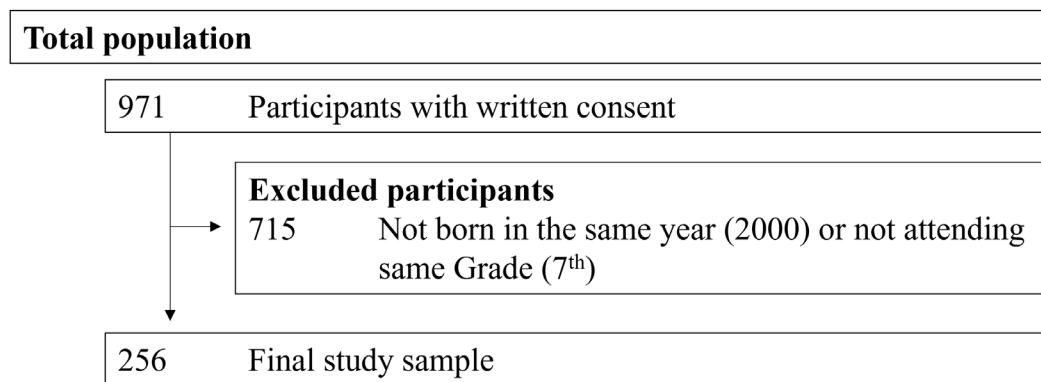 Total population
971 Participants with written consent
Excluded participants
715 Not born in the same year (2000) or not attending
same Grade (7th)
256 Final study sample